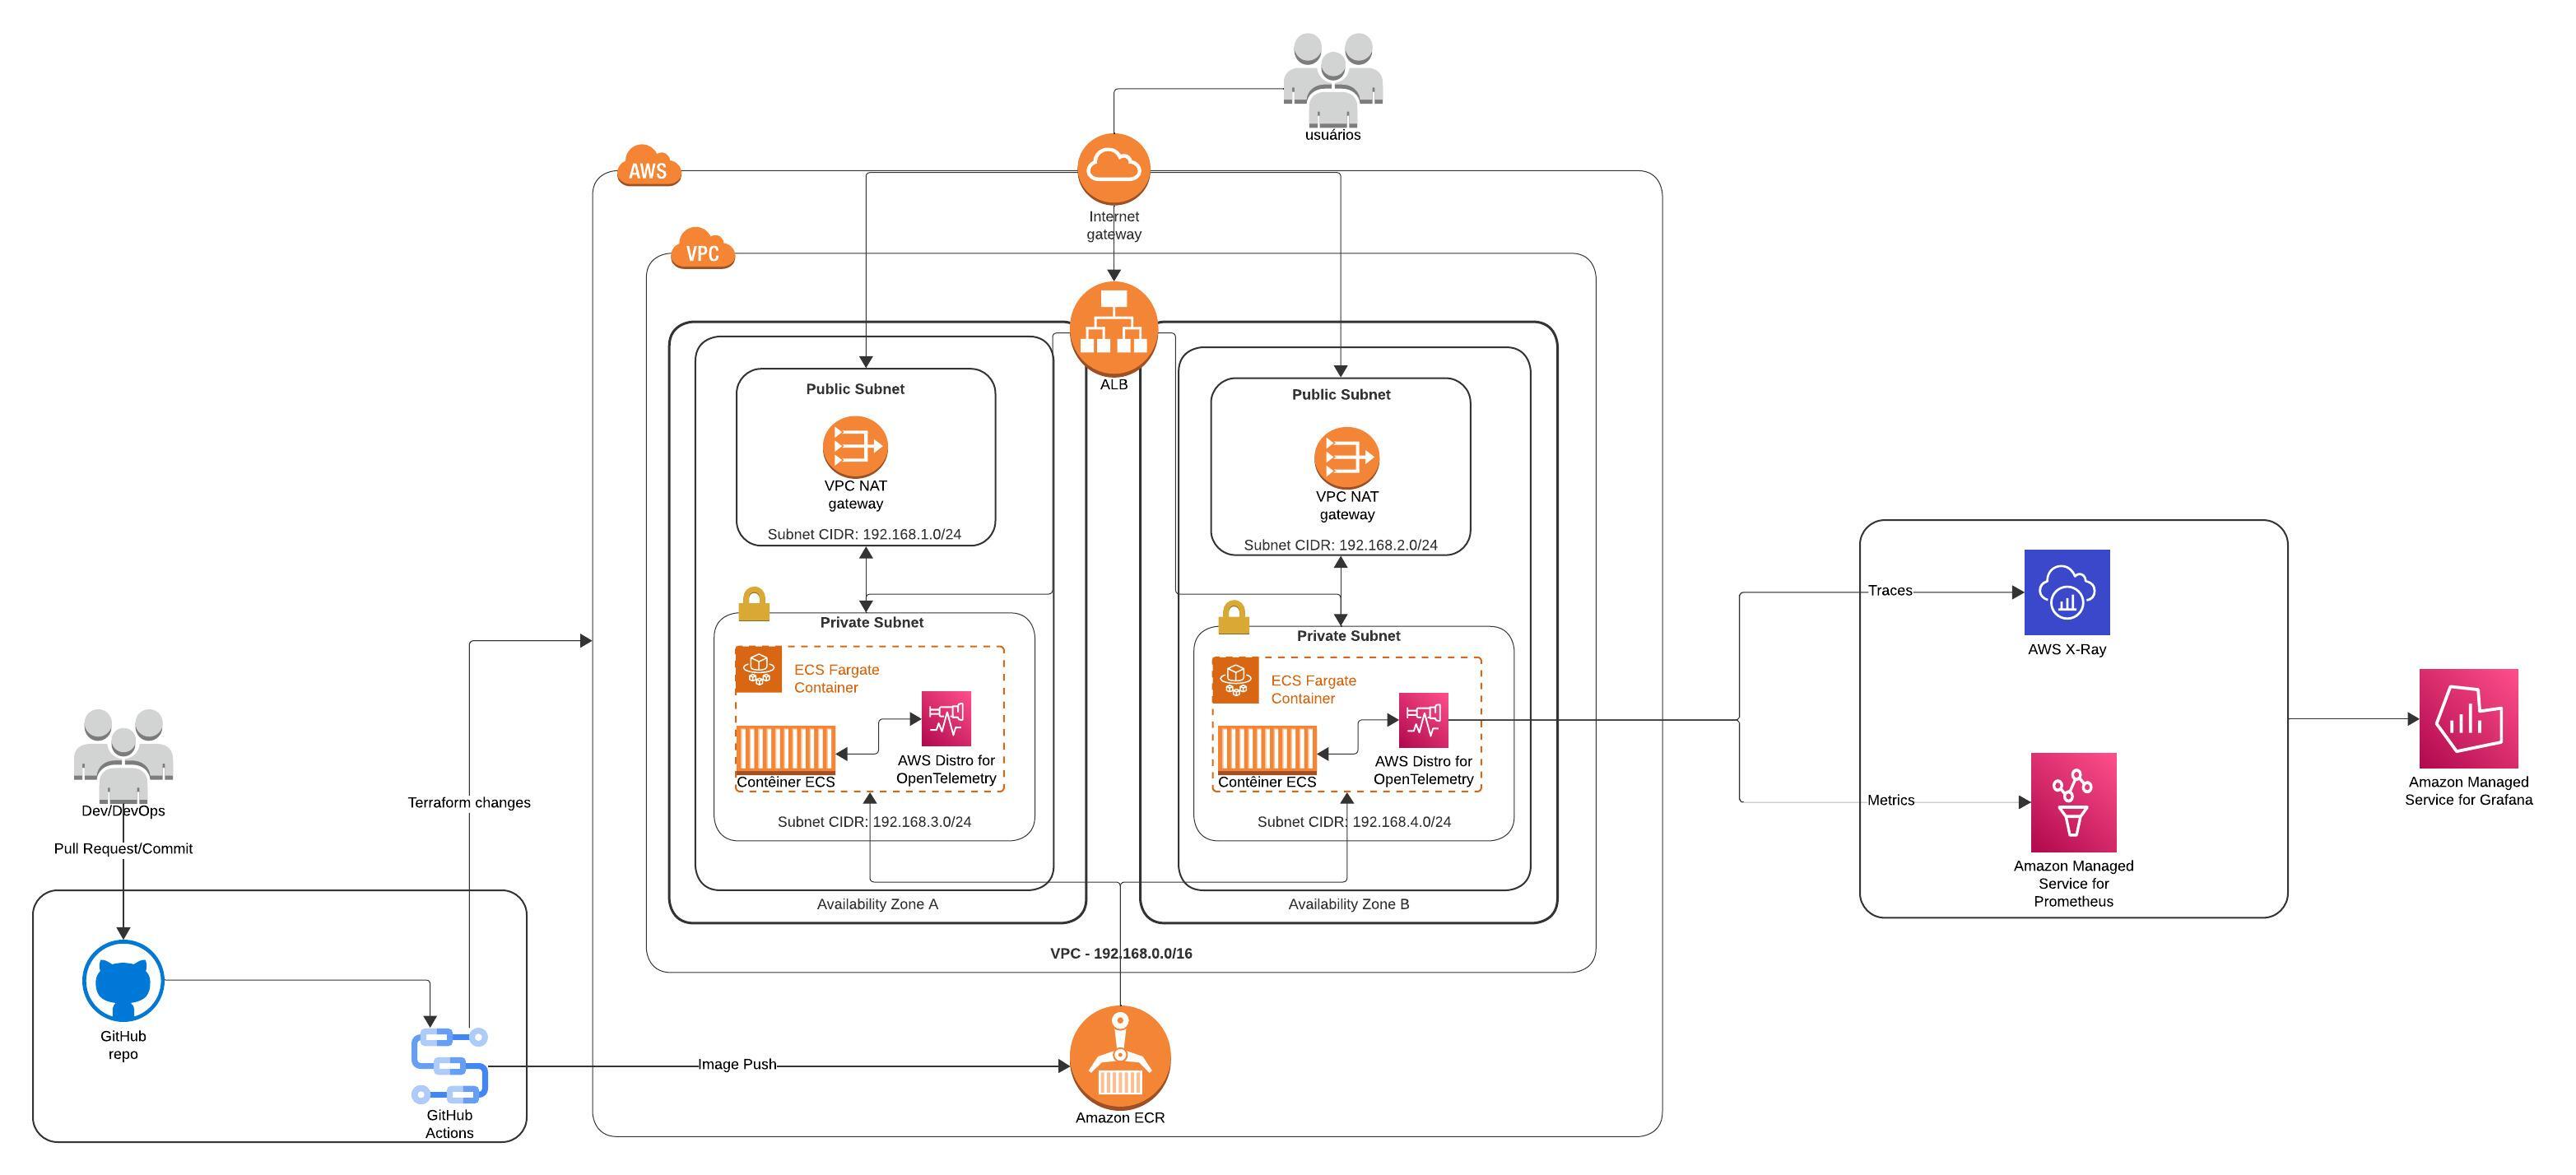 usuários
AWS
Internet
gateway
VPC
ALB
Public Subnet
VPC NAT
gateway
Subnet CIDR: 192.168.1.0/24
Public Subnet
VPC NAT
gateway
Subnet CIDR: 192.168.2.0/24
Private Subnet
ECS Fargate
Container
Contêiner ECS
AWS Distro for
OpenTelemetry
Subnet CIDR: 192.168.3.0/24
Availability Zone A
Private Subnet
ECS Fargate
Container
Contêiner ECS
AWS Distro for
OpenTelemetry
Subnet CIDR: 192.168.4.0/24
Availability Zone B
VPC - 192.168.0.0/16
Amazon ECR
Dev/DevOps
Pull Request/Commit
GitHub
repo
GitHub
Actions
Terraform changes
Image Push
Traces
AWS X-Ray
Metrics
Amazon Managed
Service for
Prometheus
Amazon Managed
Service for Grafana